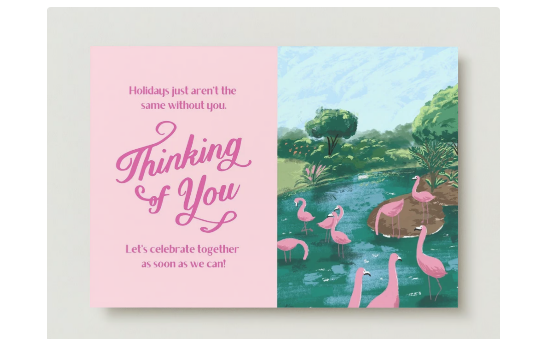 Holidays just aren't the
same without you.
Thinking
of You
Let's celebrate together
as soon as we can!